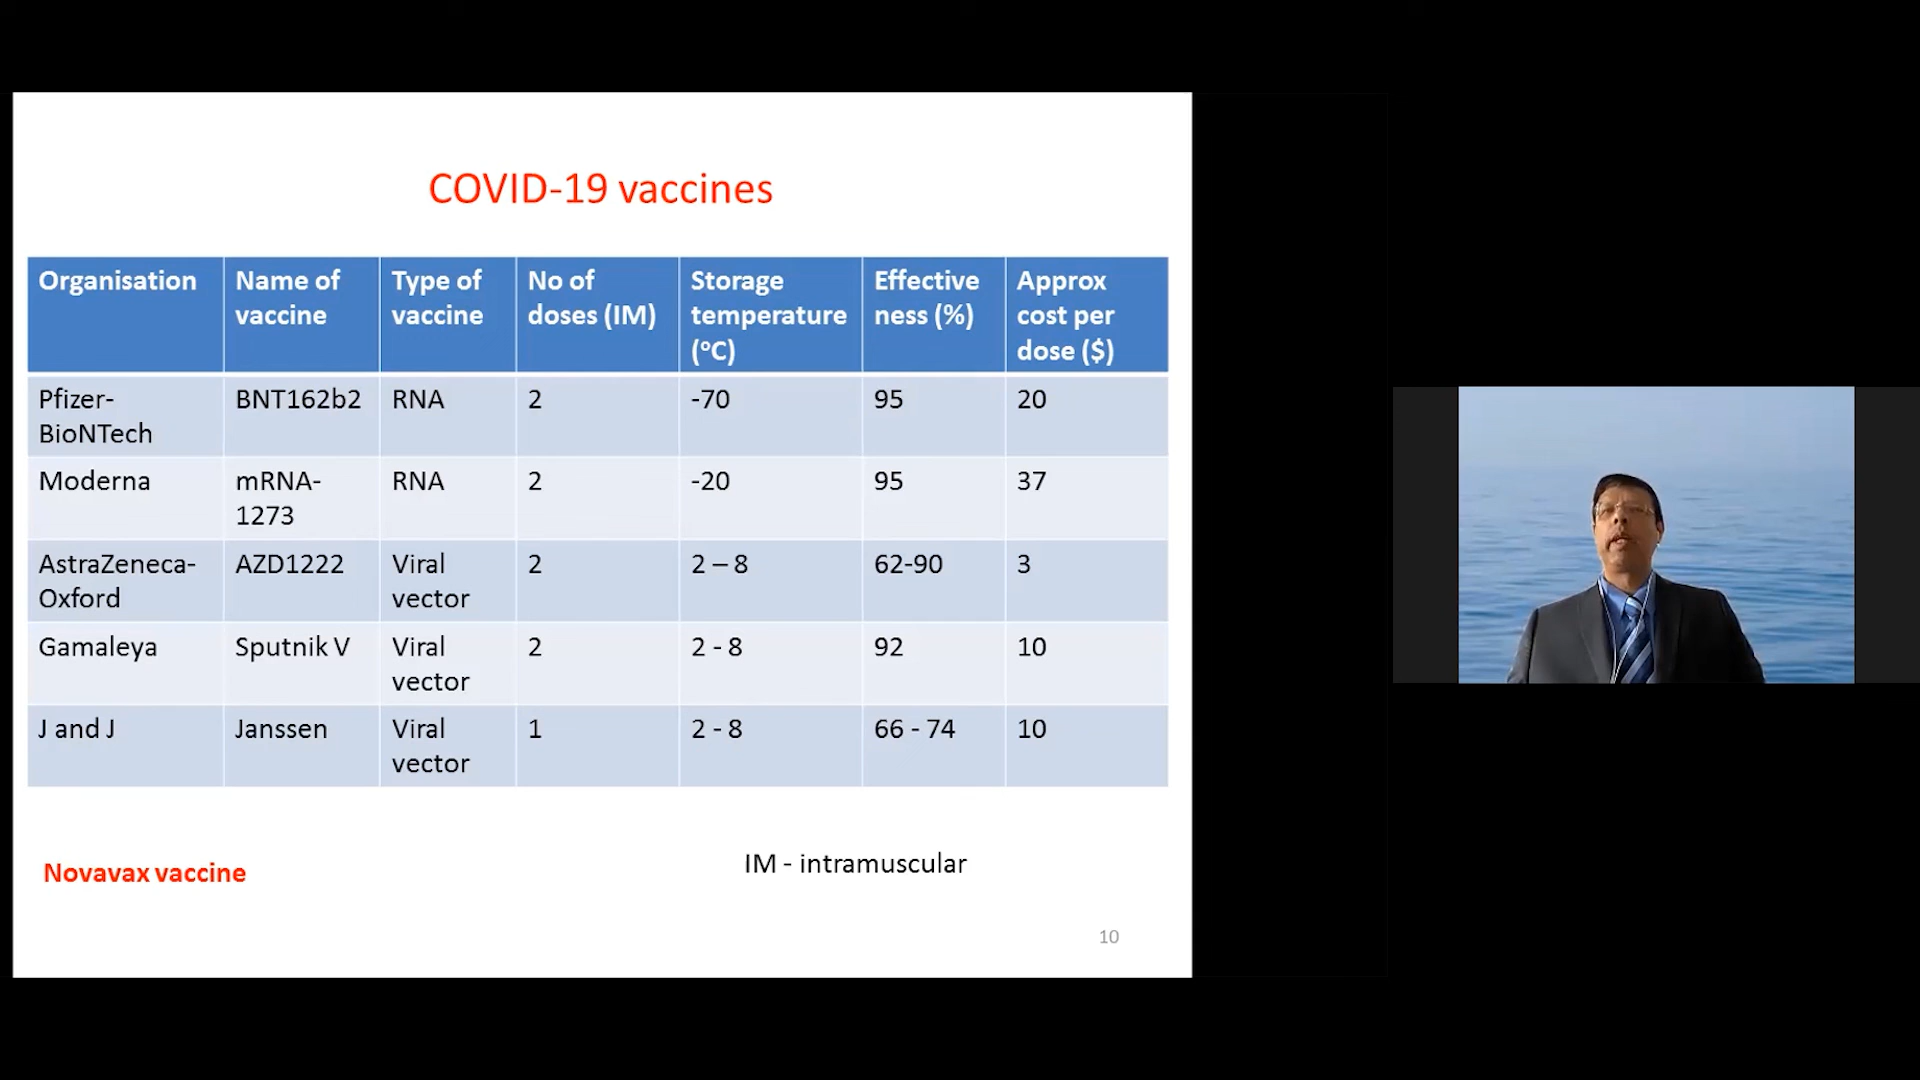 COVID-19 vaccines
Organisation
Name of
vaccine
Type of
vaccine
No of
doses (IM)
Storage
temperature
(°C)
Effective
ness (%)
Approx
cost per
dose ($)
Pfizer-
BioNTech
BNT162b2
RNA
2
-70
95
20
Moderna
mRNA-
1273
RNA
2
-20
95
37
AstraZeneca-
Oxford
AZD1222
Viral
vector
2
2 – 8
62-90
3
Gamaleya
Sputnik V
Viral
vector
2
2 - 8
92
10
J and J
Janssen
Viral
vector
1
2 - 8
66 - 74
10
Novavax vaccine
IM - intramuscular
10